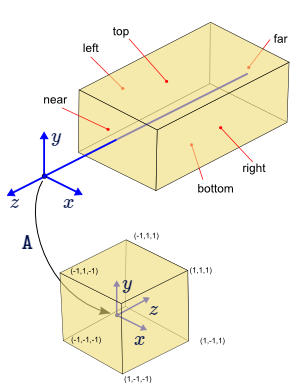 top
far
left
near
y
right
z
x
bottom
A
(-1,1,1)
(-1,1,-1)
(1,1,1)
y
z
x
(-1,-1,-1)
(1,-1,1)
(1,-1,-1)